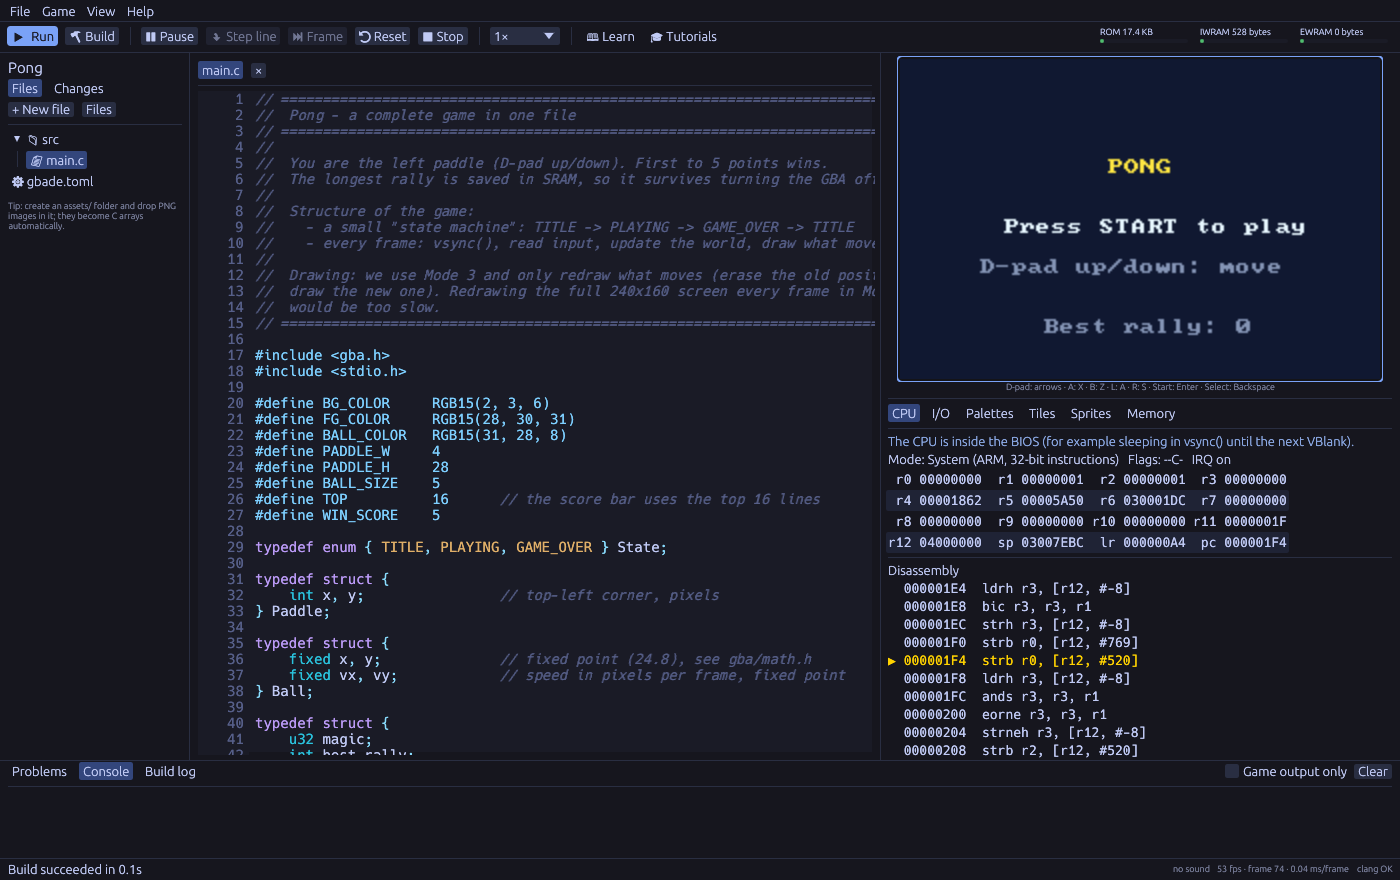 File Game View Help
Run Build Pause Step line Frame Reset Stop 1× Learn Tutorials
ROM 17.4 KB IWRAM 528 bytes EWRAM 0 bytes
Pong
Files Changes
+ New file Files
src
main.c
gbade.toml
Tip: create an assets/ folder and drop PNG
images in it; they become C arrays
automatically.
main.c ×
1 // ==========================================================================
2 //  Pong - a complete game in one file
3 // ==========================================================================
4 //
5 //  You are the left paddle (D-pad up/down). First to 5 points wins.
6 //  The longest rally is saved in SRAM, so it survives turning the GBA off
7 //
8 //  Structure of the game:
9 //    - a small "state machine": TITLE -> PLAYING -> GAME_OVER -> TITLE
10 //    - every frame: vsync(), read input, update the world, draw what move
11 //
12 //  Drawing: we use Mode 3 and only redraw what moves (erase the old posit
13 //  draw the new one). Redrawing the full 240x160 screen every frame in Mo
14 //  would be too slow.
15 // ==========================================================================
16
17 #include <gba.h>
18 #include <stdio.h>
19
20 #define BG_COLOR     RGB15(2, 3, 6)
21 #define FG_COLOR     RGB15(28, 30, 31)
22 #define BALL_COLOR   RGB15(31, 28, 8)
23 #define PADDLE_W     4
24 #define PADDLE_H     28
25 #define BALL_SIZE    5
26 #define TOP          16      // the score bar uses the top 16 lines
27 #define WIN_SCORE    5
28
29 typedef enum { TITLE, PLAYING, GAME_OVER } State;
30
31 typedef struct {
32     int x, y;                // top-left corner, pixels
33 } Paddle;
34
35 typedef struct {
36     fixed x, y;              // fixed point (24.8), see gba/math.h
37     fixed vx, vy;            // speed in pixels per frame, fixed point
38 } Ball;
39
40 typedef struct {
41     u32 magic;
42     int best_rally;
PONG
Press START to play
D-pad up/down: move
Best rally: 0
D-pad: arrows · A: X · B: Z · L: A · R: S · Start: Enter · Select: Backspace
CPU I/O Palettes Tiles Sprites Memory
The CPU is inside the BIOS (for example sleeping in vsync() until the next VBlank).
Mode: System (ARM, 32-bit instructions) Flags: --C- IRQ on
r0 00000000 r1 00000001 r2 00000001 r3 00000000
r4 00001862 r5 00005A50 r6 030001DC r7 00000000
r8 00000000 r9 00000000 r10 00000000 r11 0000001F
r12 04000000 sp 03007EBC lr 000000A4 pc 000001F4
Disassembly
000001E4 ldrh r3, [r12, #-8]
000001E8 bic r3, r3, r1
000001EC strh r3, [r12, #-8]
000001F0 strb r0, [r12, #769]
000001F4 strb r0, [r12, #520]
000001F8 ldrh r3, [r12, #-8]
000001FC ands r3, r3, r1
00000200 eorne r3, r3, r1
00000204 strneh r3, [r12, #-8]
00000208 strb r2, [r12, #520]
Problems Console Build log
Game output only Clear
Build succeeded in 0.1s
no sound 53 fps · frame 74 · 0.04 ms/frame clang OK